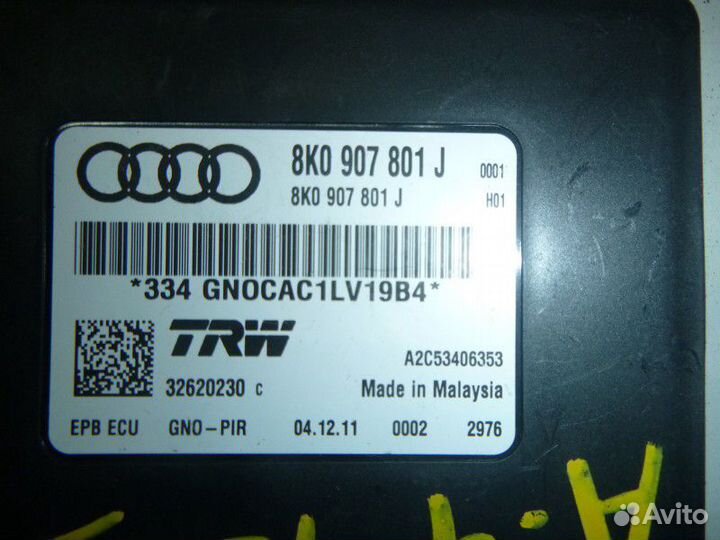 8K0 907 801 J 0001
8K0 907 801 J H01
*334 GNOCAC1LV19B4*
TRW A2C53406353
32620230 C Made in Malaysia
EPB ECU GNO-PIR 04.12.11 0002 2976
Avito